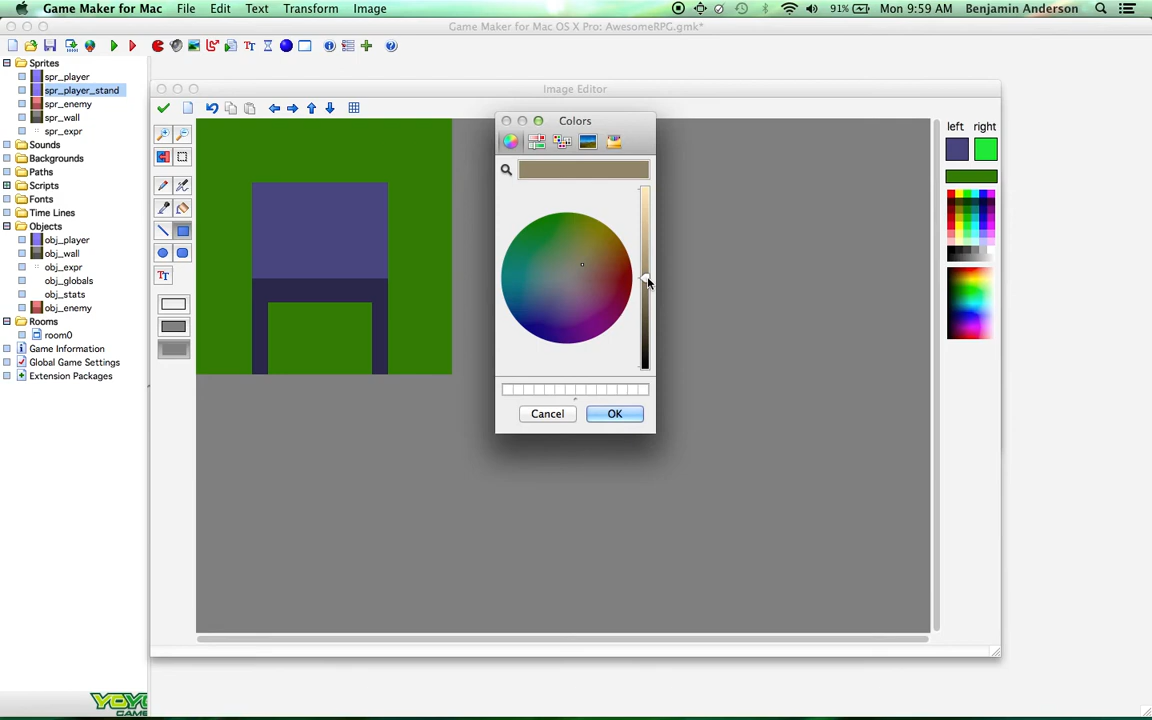 Game Maker for Mac File Edit Text Transform Image 91% Mon 9:59 AM Benjamin Anderson
Game Maker for Mac OS X Pro: AwesomeRPG.gmk*
Sprites
spr_player
spr_player_stand
spr_enemy
spr_wall
spr_expr
Sounds
Backgrounds
Paths
Scripts
Fonts
Time Lines
Objects
obj_player
obj_wall
obj_expr
obj_globals
obj_stats
obj_enemy
Rooms
room0
Game Information
Global Game Settings
Extension Packages
Image Editor
left right
Colors
Cancel OK
YOYO
GAME